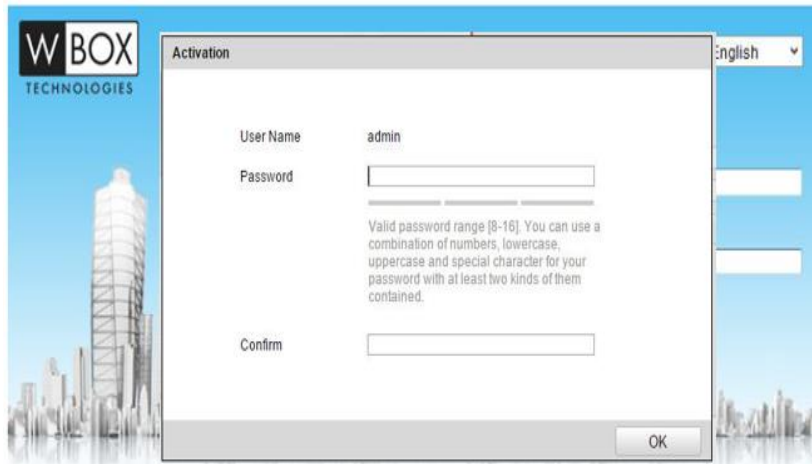 W BOX
TECHNOLOGIES
Activation
English
User Name
admin
Password
Valid password range [8-16]. You can use a
combination of numbers, lowercase,
uppercase and special character for your
password with at least two kinds of them
contained.
Confirm
OK